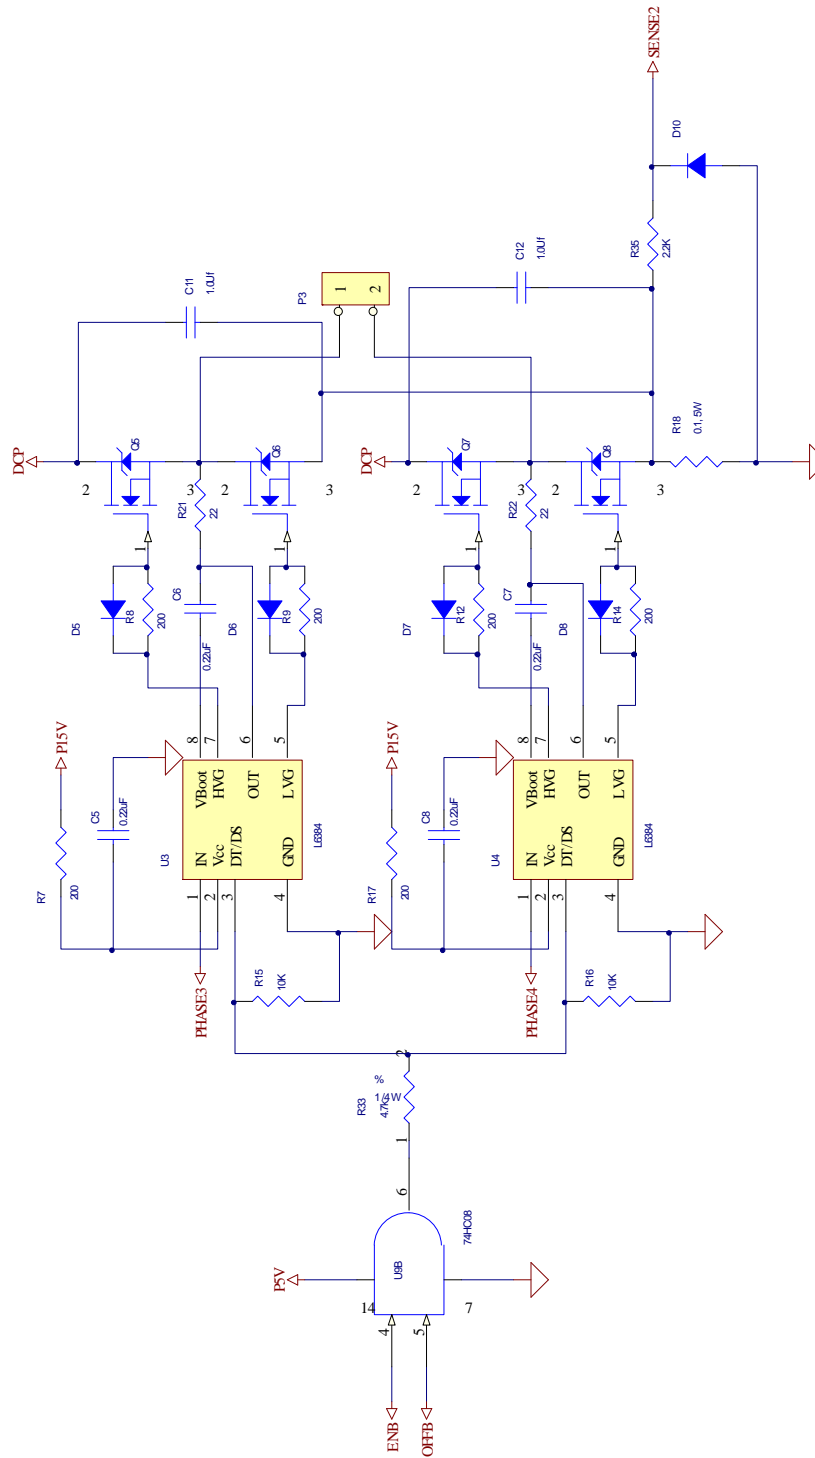 SENSE2
D10
R35
2.2K
C11
1.0Uf
C12
1.0Uf
P3
1
2
DCP
Q5
2
3
1
Q6
2
3
1
R21
22
DCP
Q7
2
3
1
Q8
2
3
1
R22
22
R18
0.1, 5W
D5
R8
200
C6
0.22uF
D6
R9
200
D7
R12
200
C7
0.22uF
D8
R14
200
P15V
R7
200
C5
0.22uF
U3
L6384
8 VBoot
7 HVG
6 OUT
5 LVG
1 IN
2 Vcc
3 DT/DS
4 GND
P15V
R17
200
C8
0.22uF
U4
L6384
8 VBoot
7 HVG
6 OUT
5 LVG
1 IN
2 Vcc
3 DT/DS
4 GND
PHASE3
R15
10K
PHASE4
R16
10K
2
%
1/4W
R33
4.7K
1
6
74HC08
U9B
P5V
14
7
4
5
ENB
OFFB